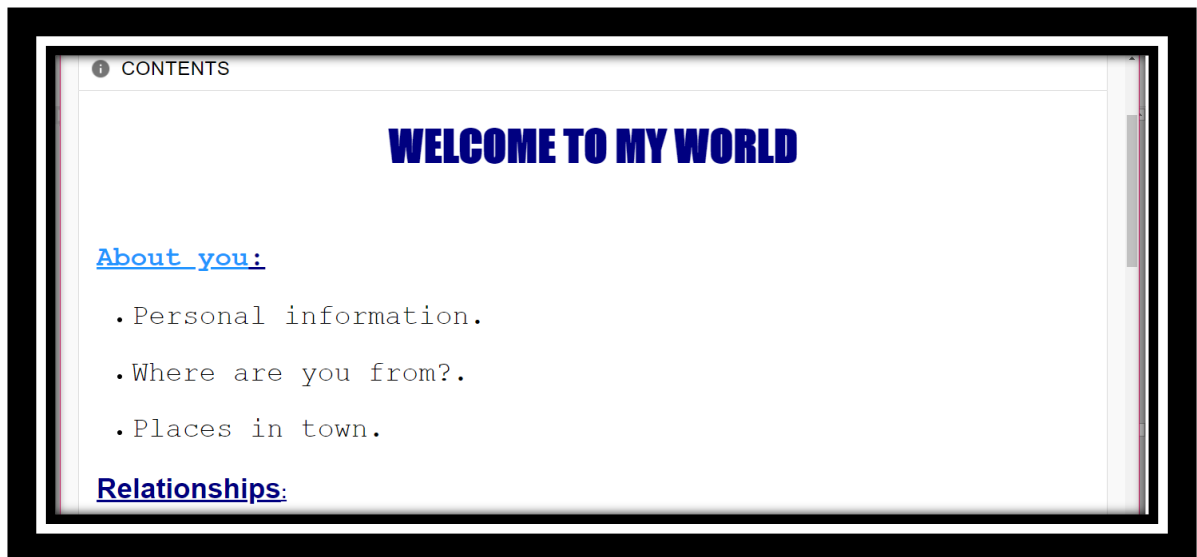 CONTENTS
WELCOME TO MY WORLD
About you:
• Personal information.
• Where are you from?.
• Places in town.
Relationships: